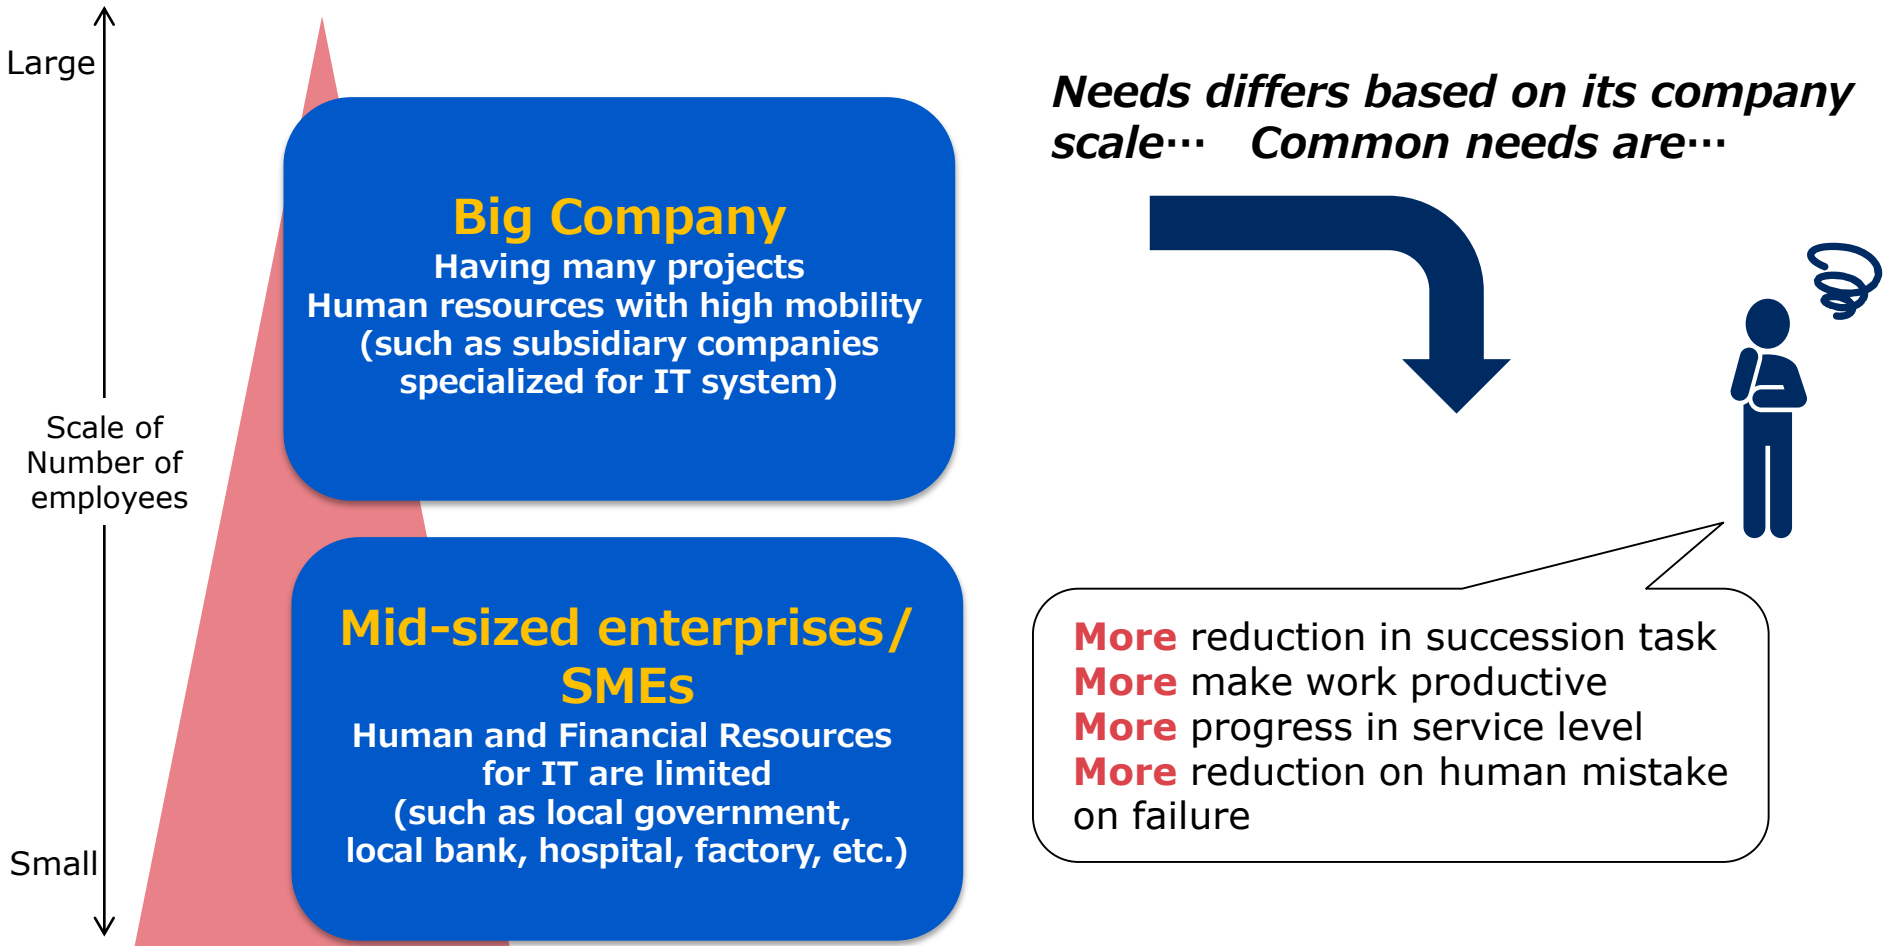 Large
Scale of
Number of
employees
Small
Big Company
Having many projects
Human resources with high mobility
(such as subsidiary companies
specialized for IT system)
Mid-sized enterprises/
SMEs
Human and Financial Resources
for IT are limited
(such as local government,
local bank, hospital, factory, etc.)
Needs differs based on its company
scale… Common needs are…
More reduction in succession task
More make work productive
More progress in service level
More reduction on human mistake
on failure